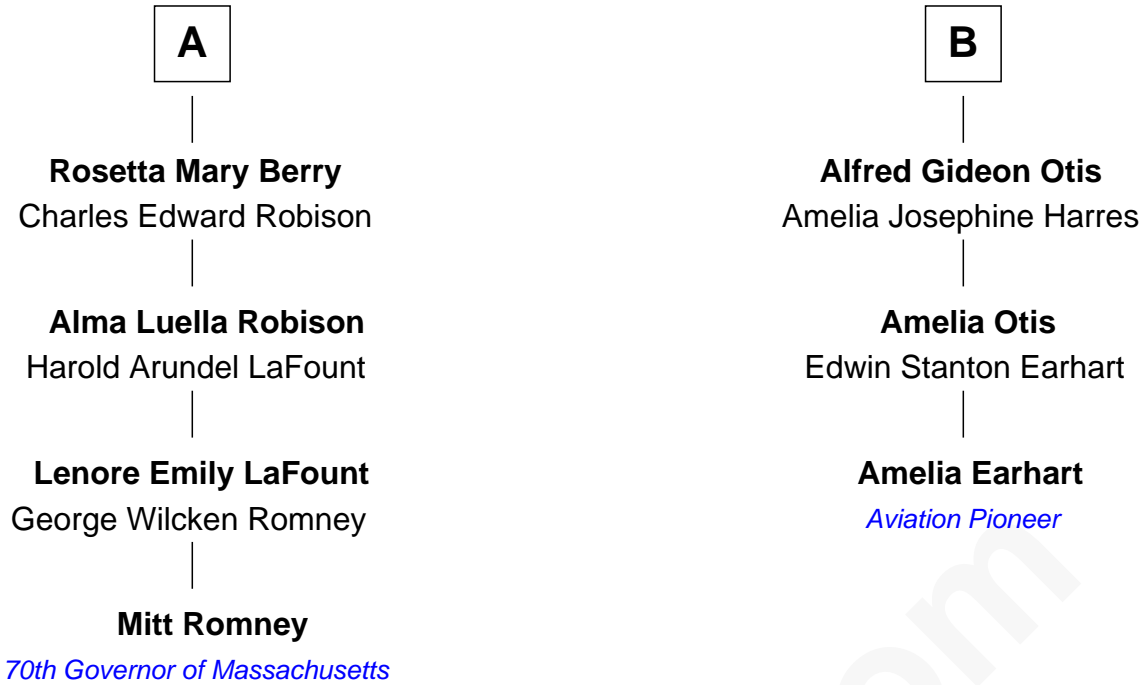 A
Rosetta Mary Berry
Charles Edward Robison
Alma Luella Robison
Harold Arundel LaFount
Lenore Emily LaFount
George Wilcken Romney
Mitt Romney
70th Governor of Massachusetts
B
Alfred Gideon Otis
Amelia Josephine Harres
Amelia Otis
Edwin Stanton Earhart
Amelia Earhart
Aviation Pioneer
om